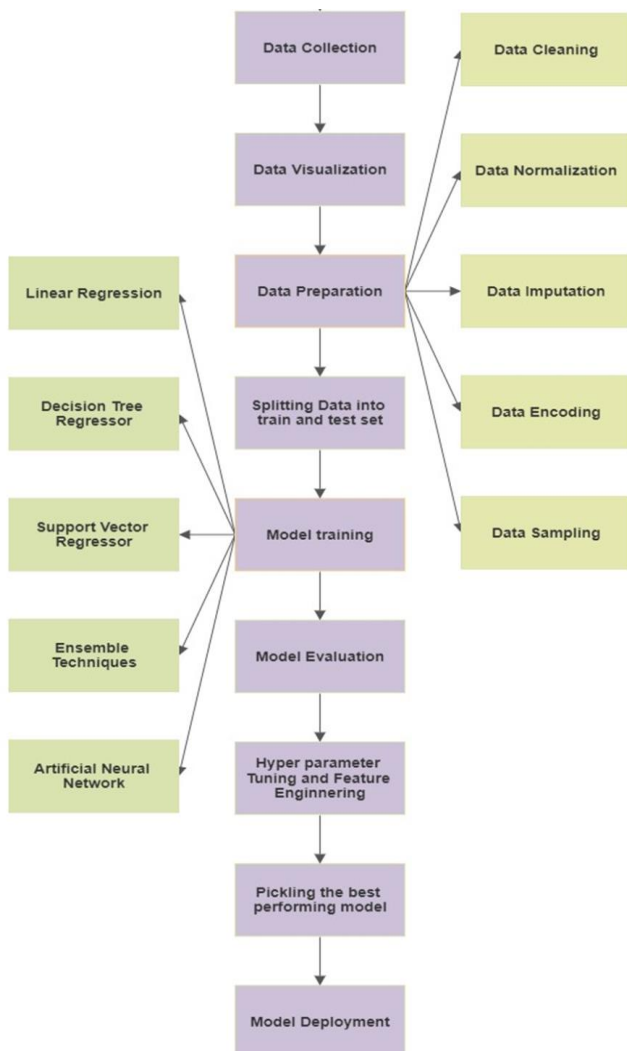 Data Collection
Data Cleaning
Data Visualization
Data Normalization
Linear Regression
Data Preparation
Data Imputation
Decision Tree
Regressor
Splitting Data into
train and test set
Data Encoding
Support Vector
Regressor
Model training
Data Sampling
Ensemble
Techniques
Model Evaluation
Artificial Neural
Network
Hyper parameter
Tuning and Feature
Enginnering
Pickling the best
performing model
Model Deployment